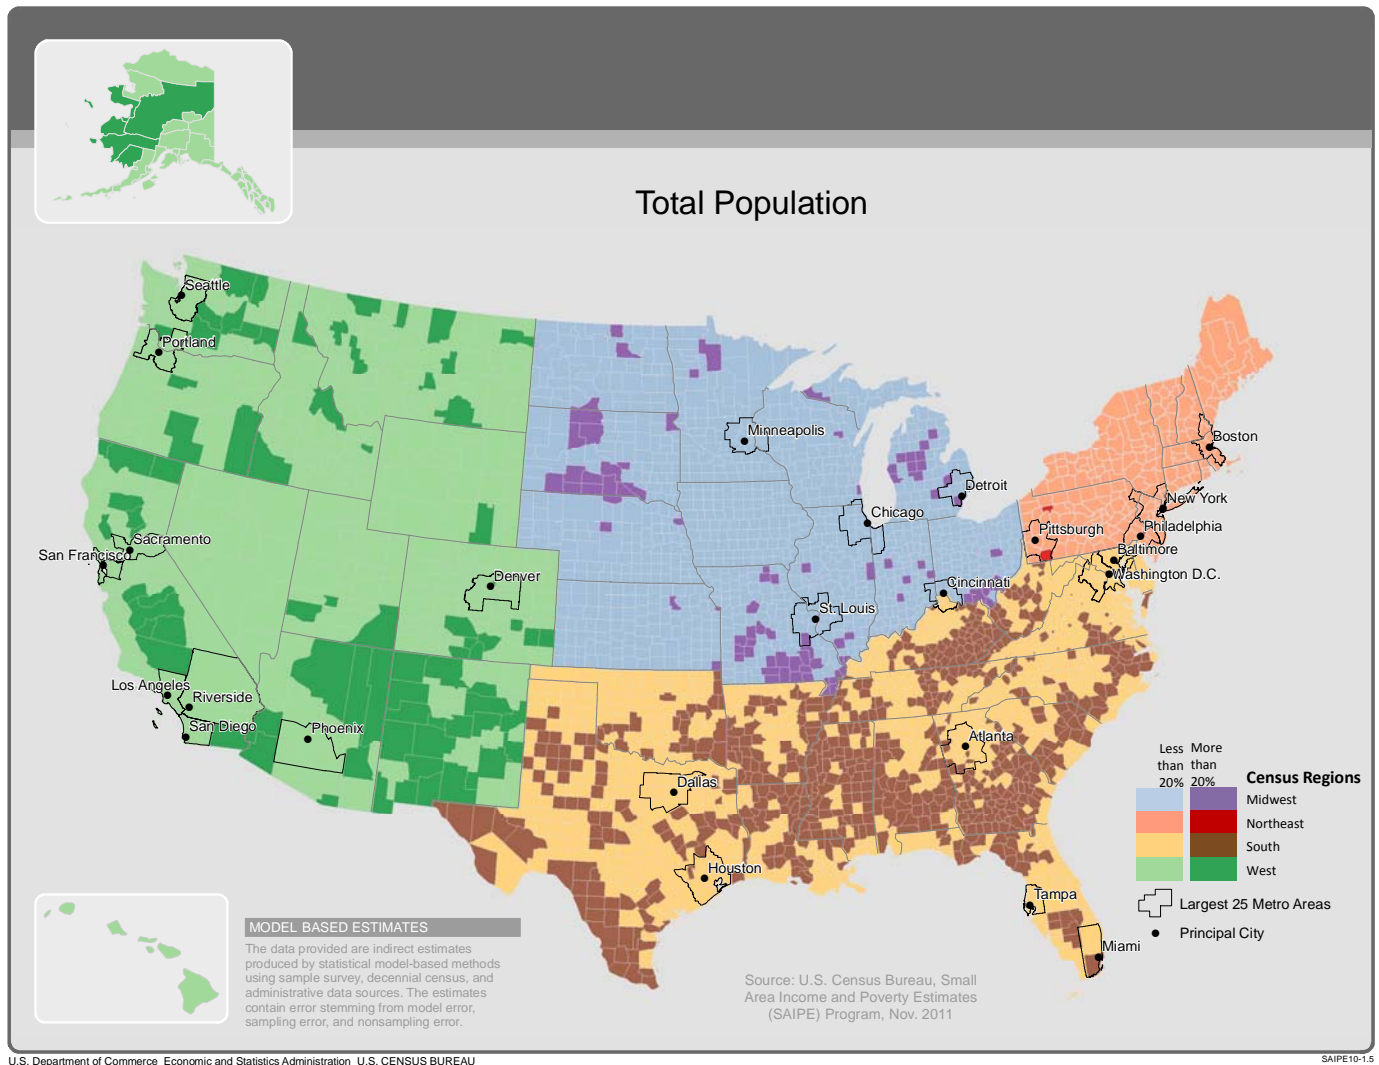 Total Population
Seattle
Portland
Minneapolis
Boston
Detroit
New York
Chicago
Pittsburgh
Philadelphia
Sacramento
Baltimore
San Francisco
Washington D.C.
Denver
Cincinnati
St. Louis
Los Angeles
Riverside
San Diego
Phoenix
Atlanta
Dallas
Houston
Tampa
Miami
Less than 20%
More than 20%
Census Regions
Midwest
Northeast
South
West
Largest 25 Metro Areas
Principal City
MODEL BASED ESTIMATES
The data provided are indirect estimates
produced by statistical model-based methods
using sample survey, decennial census, and
administrative data sources. The estimates
contain error stemming from model error,
sampling error, and nonsampling error.
Source: U.S. Census Bureau, Small
Area Income and Poverty Estimates
(SAIPE) Program, Nov. 2011
U.S. Department of Commerce Economic and Statistics Administration U.S. CENSUS BUREAU
SAIPE10-1.5